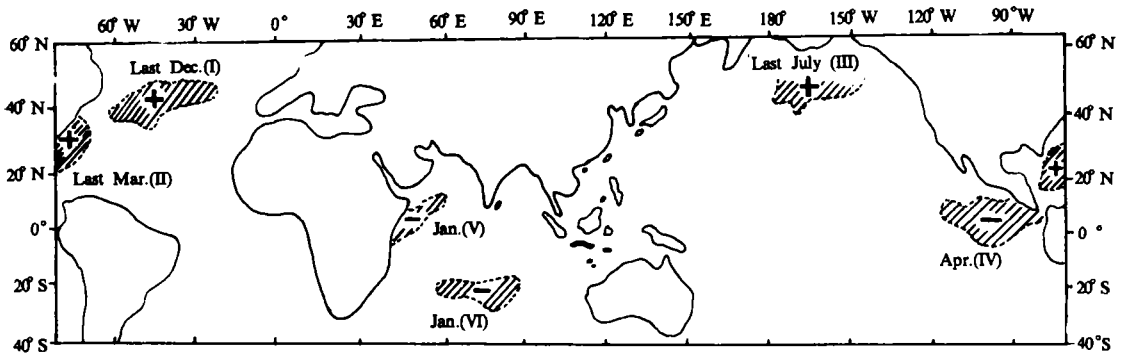 60° W 30° W 0° 30° E 60° E 90° E 120° E 150° E 180° 150° W 120° W 90° W
60° N 60° N
Last Dec.(I) Last July (III)
+ +
40° N 40° N
+ +
20° N Last Mar.(II) 20° N
0° − Jan.(V) − 0°
Apr.(IV)
20° S − 20° S
Jan.(VI)
40° S 40° S